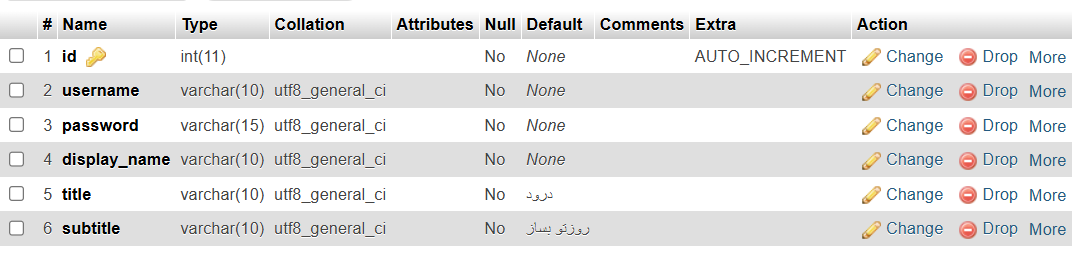 # Name Type Collation Attributes Null Default Comments Extra Action
1 id int(11) No None AUTO_INCREMENT Change Drop More
2 username varchar(10) utf8_general_ci No None Change Drop More
3 password varchar(15) utf8_general_ci No None Change Drop More
4 display_name varchar(10) utf8_general_ci No None Change Drop More
5 title varchar(10) utf8_general_ci No درود Change Drop More
6 subtitle varchar(10) utf8_general_ci No روزتو بساز Change Drop More